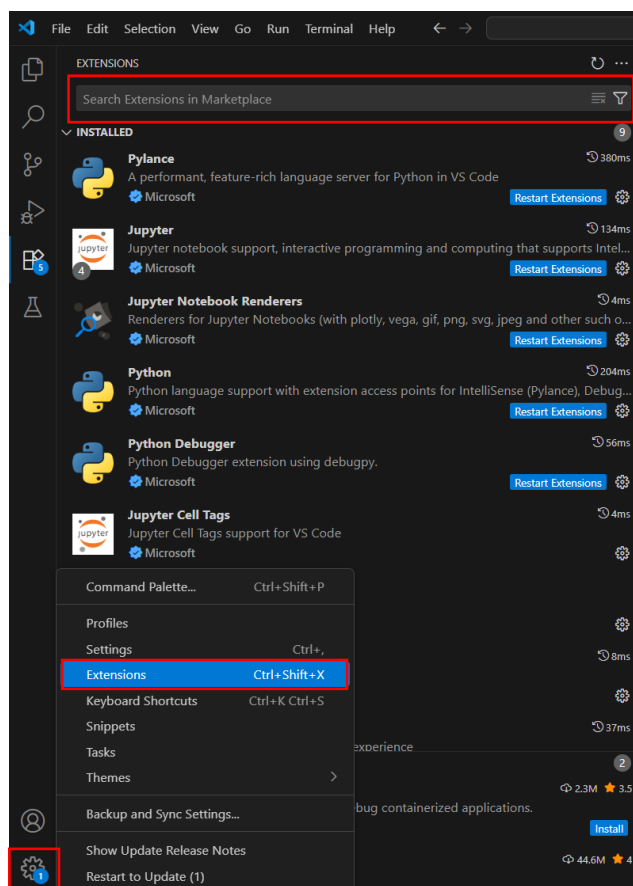 File Edit Selection View Go Run Terminal Help
EXTENSIONS
Search Extensions in Marketplace
INSTALLED 9
Pylance 380ms
A performant, feature-rich language server for Python in VS Code
Microsoft Restart Extensions
Jupyter 134ms
Jupyter notebook support, interactive programming and computing that supports Intel...
4 Microsoft Restart Extensions
5
Jupyter Notebook Renderers 4ms
Renderers for Jupyter Notebooks (with plotly, vega, gif, png, svg, jpeg and other such o...
Microsoft Restart Extensions
Python 204ms
Python language support with extension access points for IntelliSense (Pylance), Debug...
Microsoft Restart Extensions
Python Debugger 56ms
Python Debugger extension using debugpy.
Microsoft Restart Extensions
Jupyter Cell Tags 4ms
Jupyter Cell Tags support for VS Code
Microsoft
Command Palette... Ctrl+Shift+P
Profiles
Settings Ctrl+,
8ms
Extensions Ctrl+Shift+X
Keyboard Shortcuts Ctrl+K Ctrl+S
Snippets
37ms
Tasks
experience
2
Themes
2.3M 3.5
Backup and Sync Settings...
bug containerized applications.
Install
Show Update Release Notes
44.6M 4
Restart to Update (1)
1
jupyter
jupyter